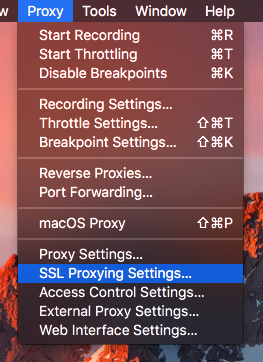 w Proxy Tools Window Help
Start Recording ⌘R
Start Throttling ⌘T
Disable Breakpoints ⌘K
Recording Settings...
Throttle Settings... ⇧⌘T
Breakpoint Settings... ⇧⌘K
Reverse Proxies...
Port Forwarding...
macOS Proxy ⇧⌘P
Proxy Settings...
SSL Proxying Settings...
Access Control Settings...
External Proxy Settings...
Web Interface Settings...